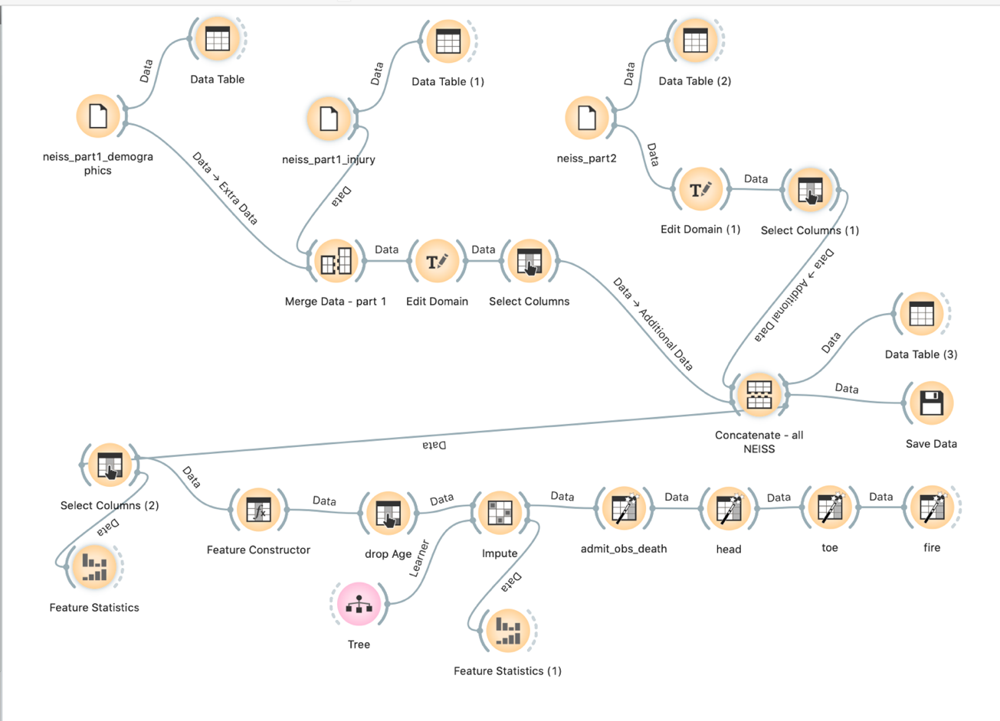 Data Table
Data Table (1)
Data Table (2)
Data
Data
Data
neiss_part1_demogra
phics
neiss_part1_injury
neiss_part2
Data → Extra Data
Data
Data
Data
Edit Domain (1)
Select Columns (1)
Data
Data
Merge Data - part 1
Edit Domain
Select Columns
Data → Additional Data
Data → Additional Data
Data
Data Table (3)
Data
Concatenate - all
NEISS
Save Data
Data
Select Columns (2)
Data
Data
Feature Statistics
Feature Constructor
Data
drop Age
Data
Learner
Tree
Impute
Data
Data
Feature Statistics (1)
admit_obs_death
Data
head
Data
toe
Data
fire